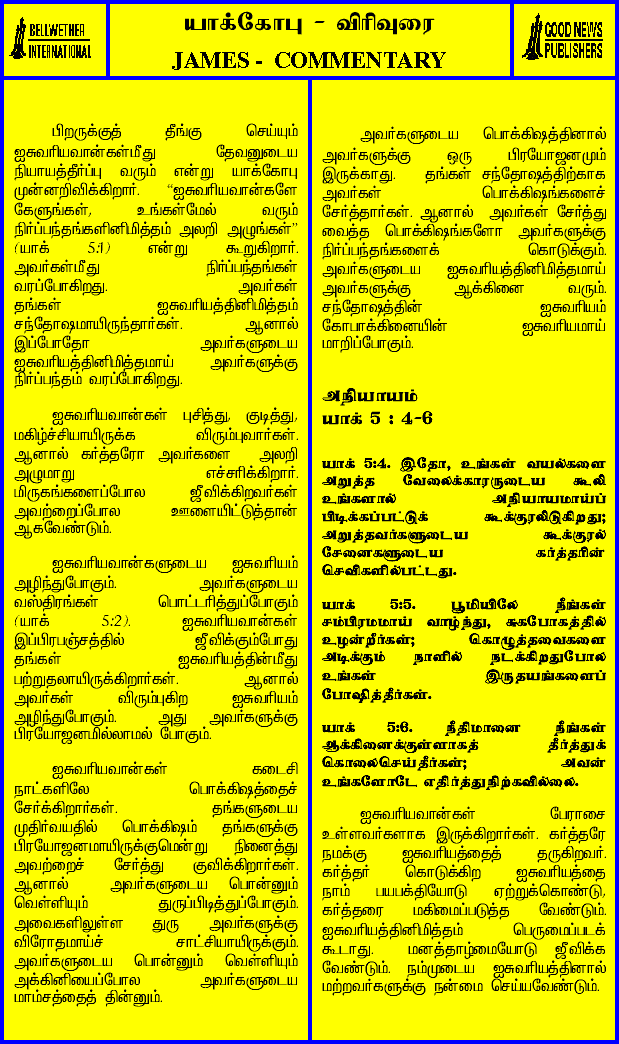 BELLWETHER
INTERNATIONAL
யாக்கோபு - விரிவுரை
JAMES - COMMENTARY
GOOD NEWS
PUBLISHERS
பிறருக்குத் தீங்கு செய்யும்
ஐசுவரியவான்கள்மீது தேவனுடைய
நியாயத்தீர்ப்பு வரும் என்று யாக்கோபு
முன்னறிவிக்கிறார். “ஐசுவரியவான்களே
கேளுங்கள், உங்கள்மேல் வரும்
நிர்ப்பந்தங்களினிமித்தம் அலறி அழுங்கள்”
(யாக் 5:1) என்று கூறுகிறார்.
அவர்கள்மீது நிர்ப்பந்தங்கள்
வரப்போகிறது. அவர்கள்
தங்கள் ஐசுவரியத்தினிமித்தம்
சந்தோஷமாயிருந்தார்கள். ஆனால்
இப்போதோ அவர்களுடைய
ஐசுவரியத்தினிமித்தமாய் அவர்களுக்கு
நிர்ப்பந்தம் வரப்போகிறது.
ஐசுவரியவான்கள் புசித்து, குடித்து,
மகிழ்ச்சியாயிருக்க விரும்புவார்கள்.
ஆனால் கர்த்தரோ அவர்களை அலறி
அழுமாறு எச்சரிக்கிறார்.
மிருகங்களைப்போல ஜீவிக்கிறவர்கள்
அவற்றைப்போல ஊளையிட்டுத்தான்
ஆகவேண்டும்.
ஐசுவரியவான்களுடைய ஐசுவரியம்
அழிந்துபோகும். அவர்களுடைய
வஸ்திரங்கள் பொட்டரித்துப்போகும்
(யாக் 5:2). ஐசுவரியவான்கள்
இப்பிரபஞ்சத்தில் ஜீவிக்கும்போது
தங்கள் ஐசுவரியத்தின்மீது
பற்றுதலாயிருக்கிறார்கள். ஆனால்
அவர்கள் விரும்புகிற ஐசுவரியம்
அழிந்துபோகும். அது அவர்களுக்கு
பிரயோஜனமில்லாமல் போகும்.
ஐசுவரியவான்கள் கடைசி
நாட்களிலே பொக்கிஷத்தைச்
சேர்க்கிறார்கள். தங்களுடைய
முதிர்வயதில் பொக்கிஷம் தங்களுக்கு
பிரயோஜனமாயிருக்குமென்று நினைத்து
அவற்றைச் சேர்த்து குவிக்கிறார்கள்.
ஆனால் அவர்களுடைய பொன்னும்
வெள்ளியும் துருப்பிடித்துப்போகும்.
அவைகளிலுள்ள துரு அவர்களுக்கு
விரோதமாய்ச் சாட்சியாயிருக்கும்.
அவர்களுடைய பொன்னும் வெள்ளியும்
அக்கினியைப்போல அவர்களுடைய
மாம்சத்தைத் தின்னும்.
அவர்களுடைய பொக்கிஷத்தினால்
அவர்களுக்கு ஒரு பிரயோஜனமும்
இருக்காது. தங்கள் சந்தோஷத்திற்காக
அவர்கள் பொக்கிஷங்களைச்
சேர்த்தார்கள். ஆனால் அவர்கள் சேர்த்து
வைத்த பொக்கிஷங்களோ அவர்களுக்கு
நிர்ப்பந்தங்களைக் கொடுக்கும்.
அவர்களுடைய ஐசுவரியத்தினிமித்தமாய்
அவர்களுக்கு ஆக்கினை வரும்.
சந்தோஷத்தின் ஐசுவரியம்
கோபாக்கினையின் ஐசுவரியமாய்
மாறிப்போகும்.
அநியாயம்
யாக் 5 : 4-6
யாக் 5:4. இதோ, உங்கள் வயல்களை
அறுத்த வேலைக்காரருடைய கூலி
உங்களால் அநியாயமாய்ப்
பிடிக்கப்பட்டுக் கூக்குரலிடுகிறது;
அறுத்தவர்களுடைய கூக்குரல்
சேனைகளுடைய கர்த்தரின்
செவிகளில்பட்டது.
யாக் 5:5. பூமியிலே நீங்கள்
சம்பிரமமாய் வாழ்ந்து, சுகபோகத்தில்
உழன்றீர்கள்; கொழுத்தவைகளை
அடிக்கும் நாளில் நடக்கிறதுபோல
உங்கள் இருதயங்களைப்
போஷித்தீர்கள்.
யாக் 5:6. நீதிமானை நீங்கள்
ஆக்கினைக்குள்ளாகத் தீர்த்துக்
கொலைசெய்தீர்கள்; அவன்
உங்களோடே எதிர்த்துநிற்கவில்லை.
ஐசுவரியவான்கள் பேராசை
உள்ளவர்களாக இருக்கிறார்கள். கர்த்தரே
நமக்கு ஐசுவரியத்தைத் தருகிறவர்.
கர்த்தர் கொடுக்கிற ஐசுவரியத்தை
நாம் பயபக்தியோடு ஏற்றுக்கொண்டு,
கர்த்தரை மகிமைப்படுத்த வேண்டும்.
ஐசுவரியத்தினிமித்தம் பெருமைப்படக்
கூடாது. மனத்தாழ்மையோடு ஜீவிக்க
வேண்டும். நம்முடைய ஐசுவரியத்தினால்
மற்றவர்களுக்கு நன்மை செய்யவேண்டும்.